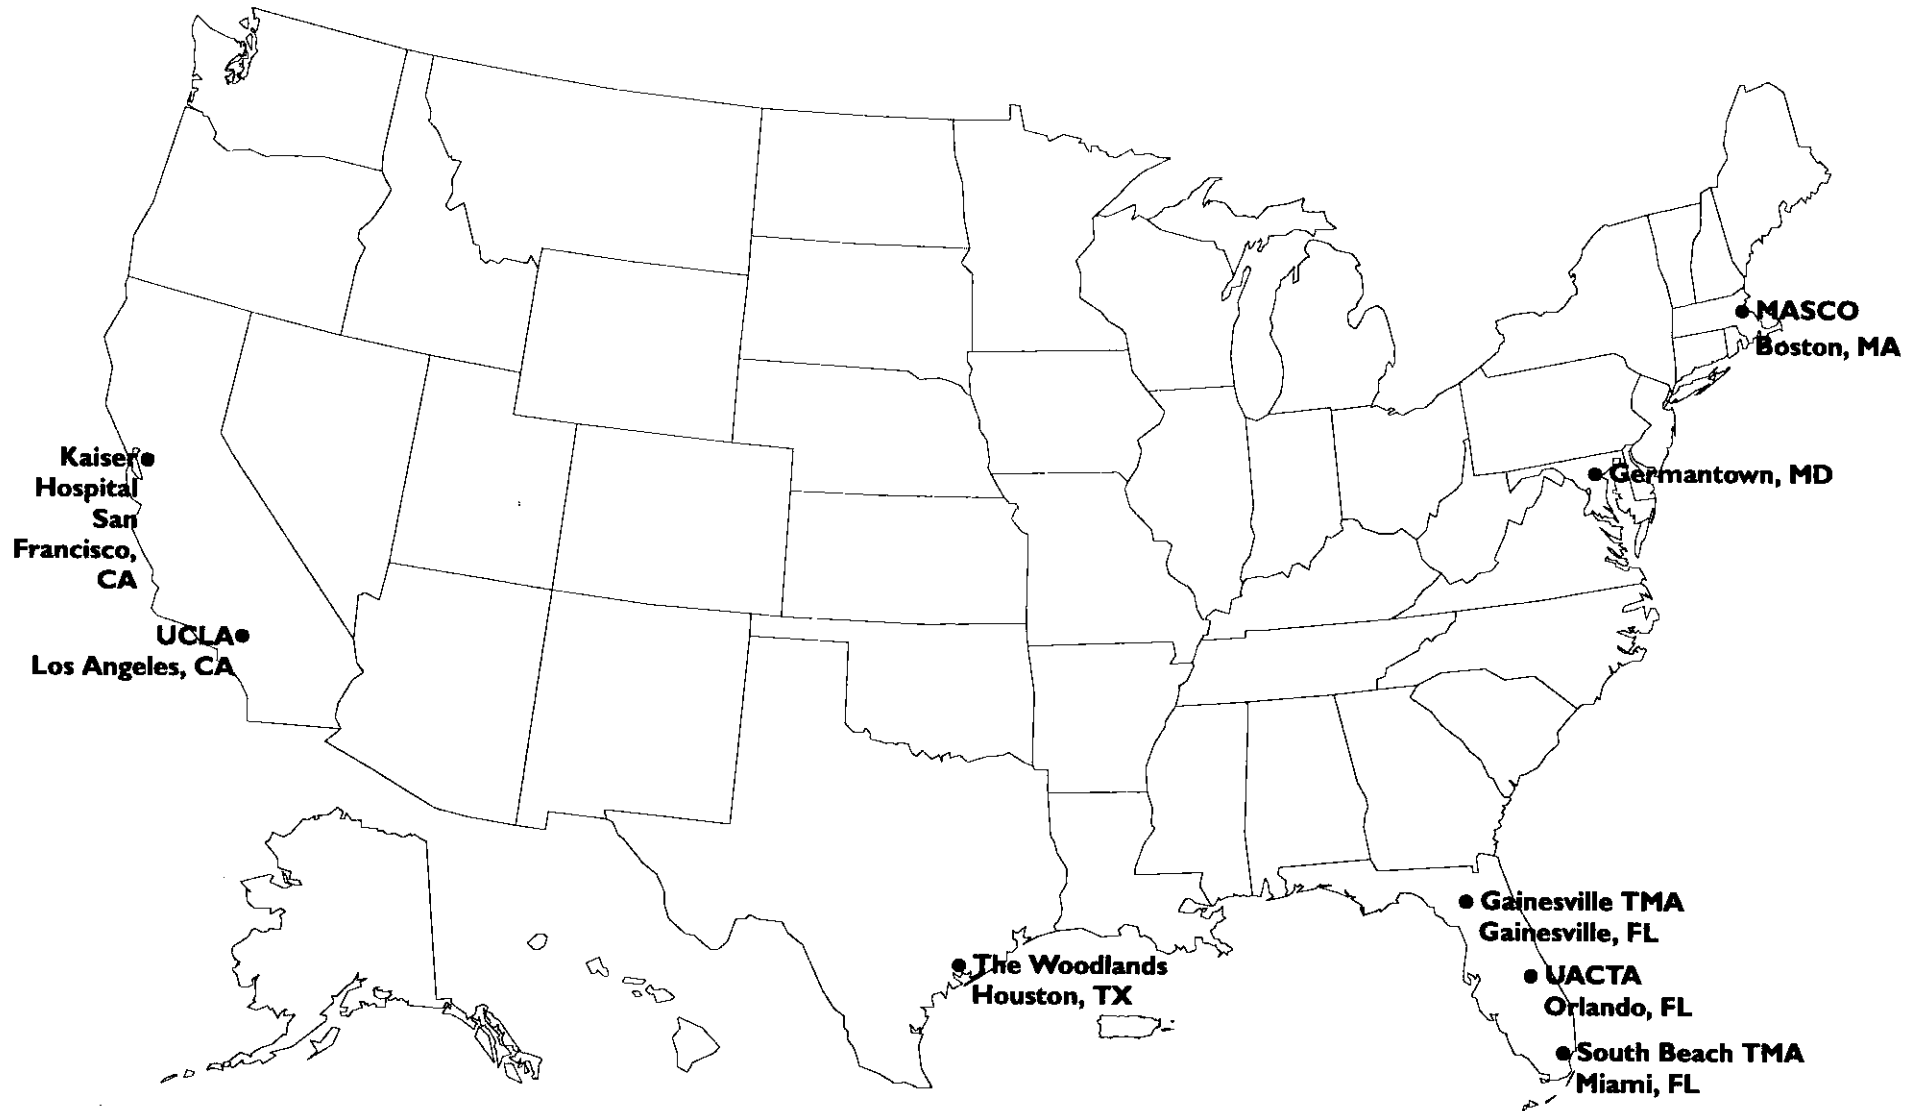 MASCO
Boston, MA
Kaiser
Hospital
San
Francisco,
CA
Germantown, MD
UCLA
Los Angeles, CA
Gainesville TMA
Gainesville, FL
The Woodlands
Houston, TX
UACTA
Orlando, FL
South Beach TMA
Miami, FL